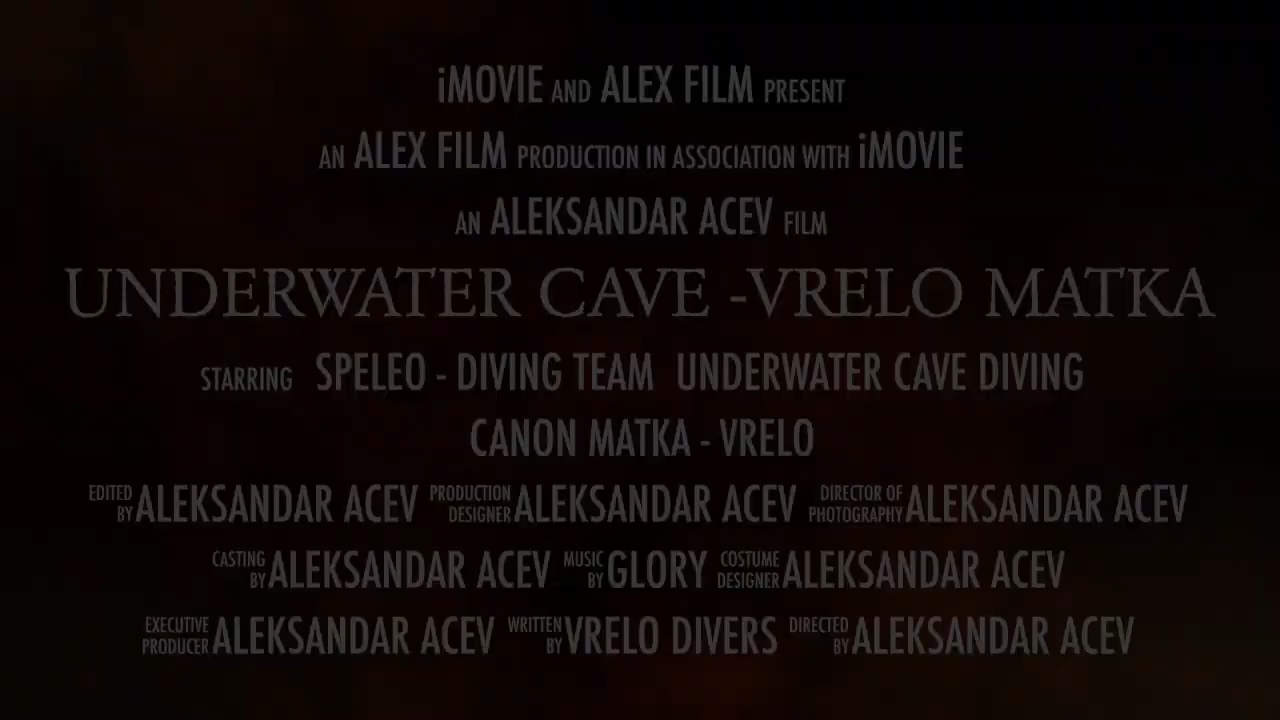 iMOVIE AND ALEX FILM PRESENT
AN ALEX FILM PRODUCTION IN ASSOCIATION WITH iMOVIE
AN ALEKSANDAR ACEV FILM
UNDERWATER CAVE -VRELO MATKA
STARRING SPELEO - DIVING TEAM UNDERWATER CAVE DIVING
CANON MATKA - VRELO
EDITED BY ALEKSANDAR ACEV PRODUCTION DESIGNER ALEKSANDAR ACEV DIRECTOR OF PHOTOGRAPHY ALEKSANDAR ACEV
CASTING BY ALEKSANDAR ACEV MUSIC BY GLORY COSTUME DESIGNER ALEKSANDAR ACEV
EXECUTIVE PRODUCER ALEKSANDAR ACEV WRITTEN BY VRELO DIVERS DIRECTED BY ALEKSANDAR ACEV